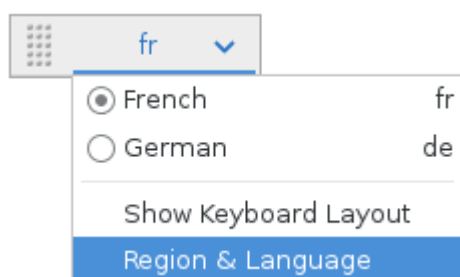 fr
French fr
German de
Show Keyboard Layout
Region & Language